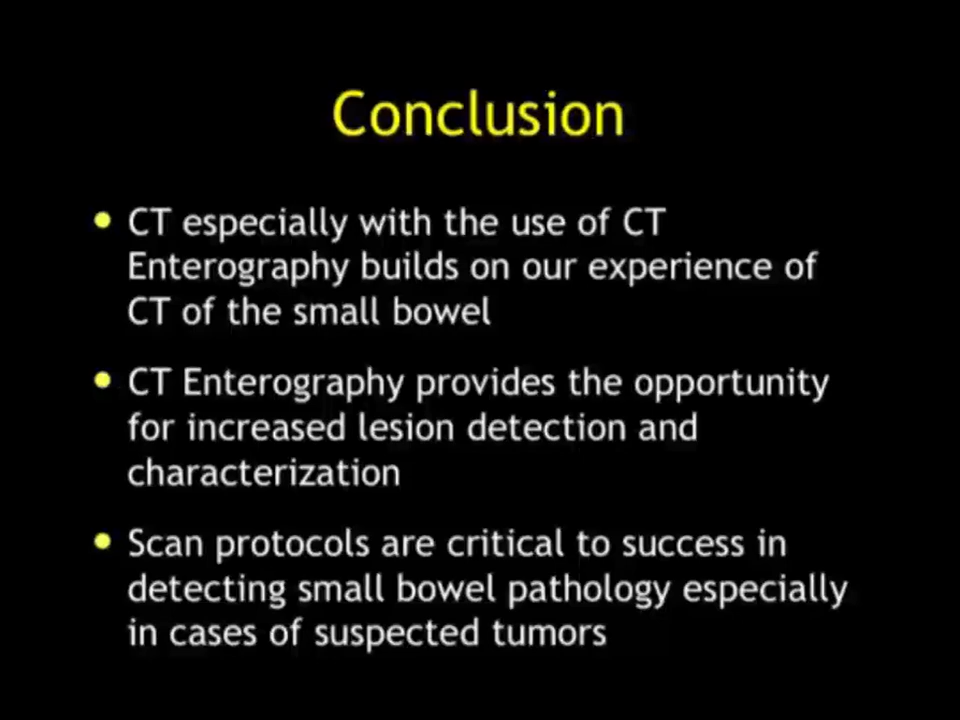 Conclusion
• CT especially with the use of CT
Enterography builds on our experience of
CT of the small bowel
• CT Enterography provides the opportunity
for increased lesion detection and
characterization
• Scan protocols are critical to success in
detecting small bowel pathology especially
in cases of suspected tumors